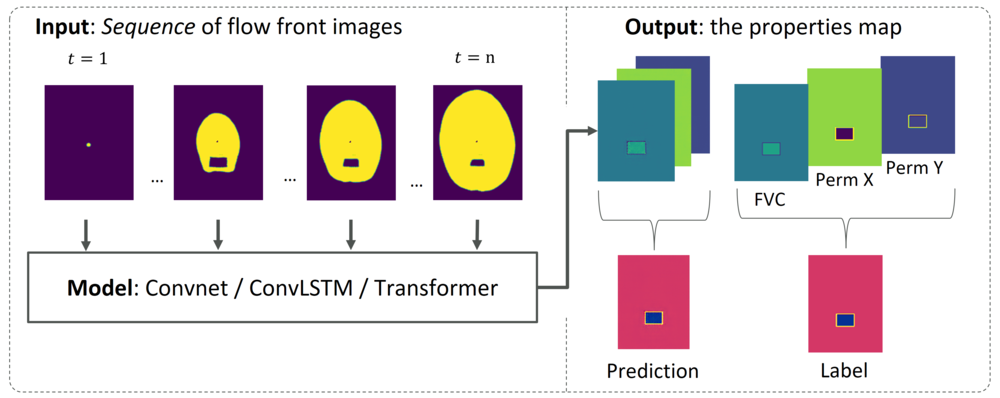 Input: Sequence of flow front images
t = 1
t = n
...
...
...
Model: Convnet / ConvLSTM / Transformer
Output: the properties map
FVC
Perm X
Perm Y
Prediction
Label